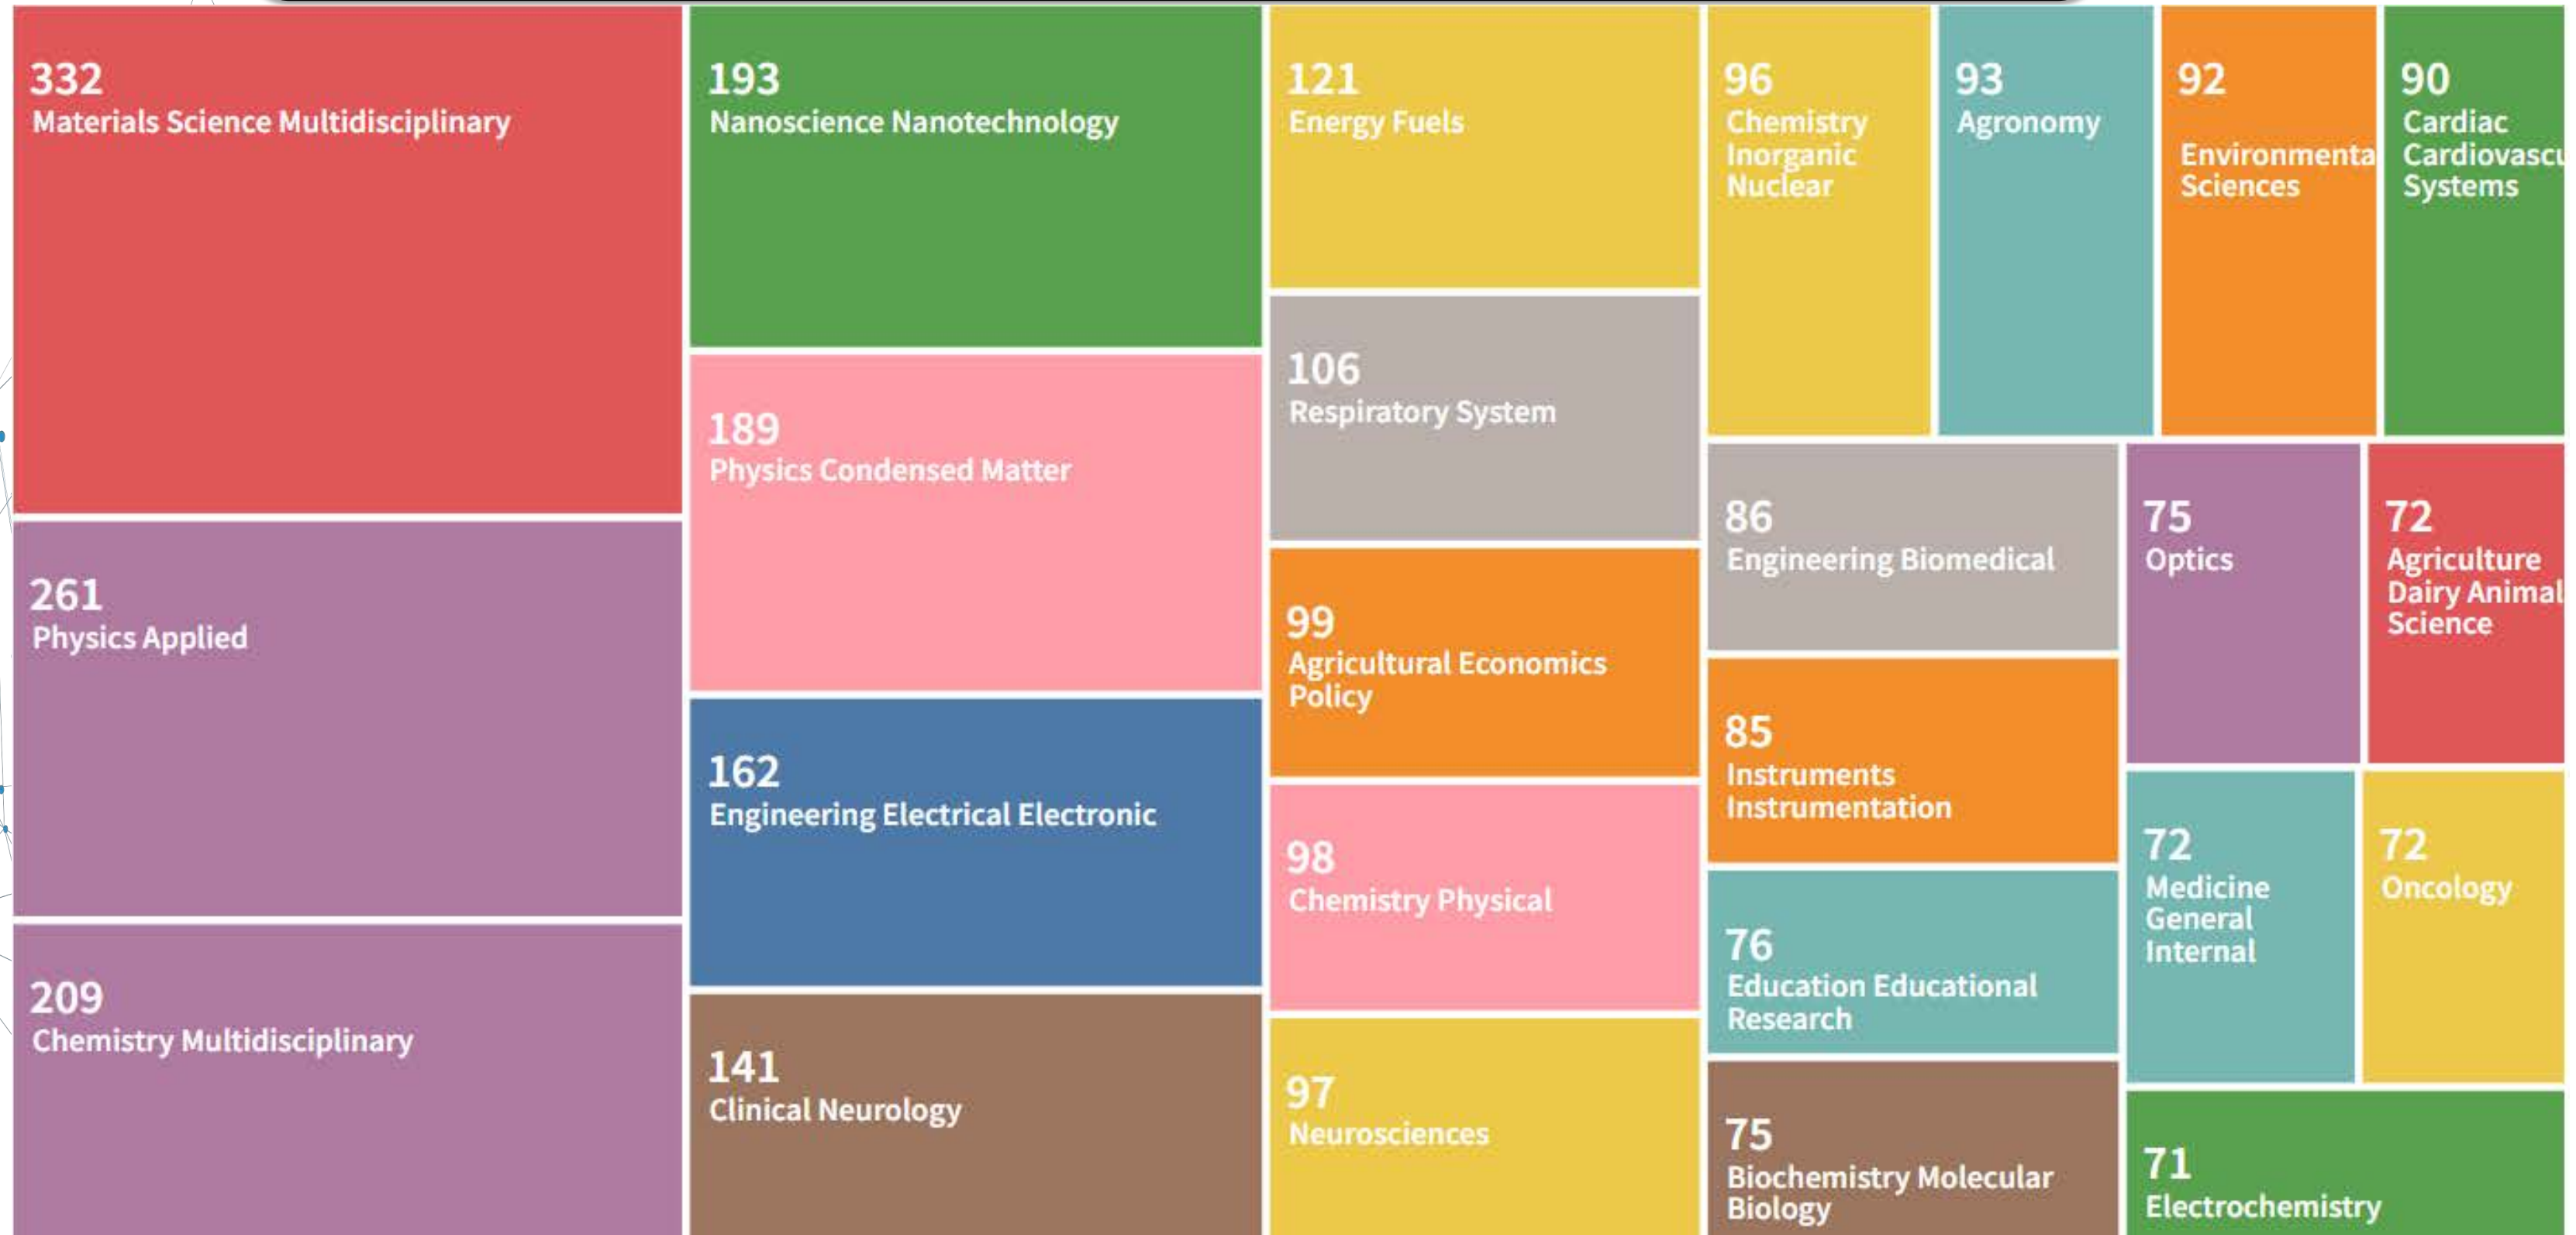 332
Materials Science Multidisciplinary
261
Physics Applied
209
Chemistry Multidisciplinary
193
Nanoscience Nanotechnology
189
Physics Condensed Matter
162
Engineering Electrical Electronic
141
Clinical Neurology
121
Energy Fuels
106
Respiratory System
99
Agricultural Economics
Policy
98
Chemistry Physical
97
Neurosciences
96
Chemistry
Inorganic
Nuclear
93
Agronomy
92
Environmenta
Sciences
90
Cardiac
Cardiovascu
Systems
86
Engineering Biomedical
85
Instruments
Instrumentation
76
Education Educational
Research
75
Biochemistry Molecular
Biology
75
Optics
72
Agriculture
Dairy Animal
Science
72
Medicine
General
Internal
72
Oncology
71
Electrochemistry